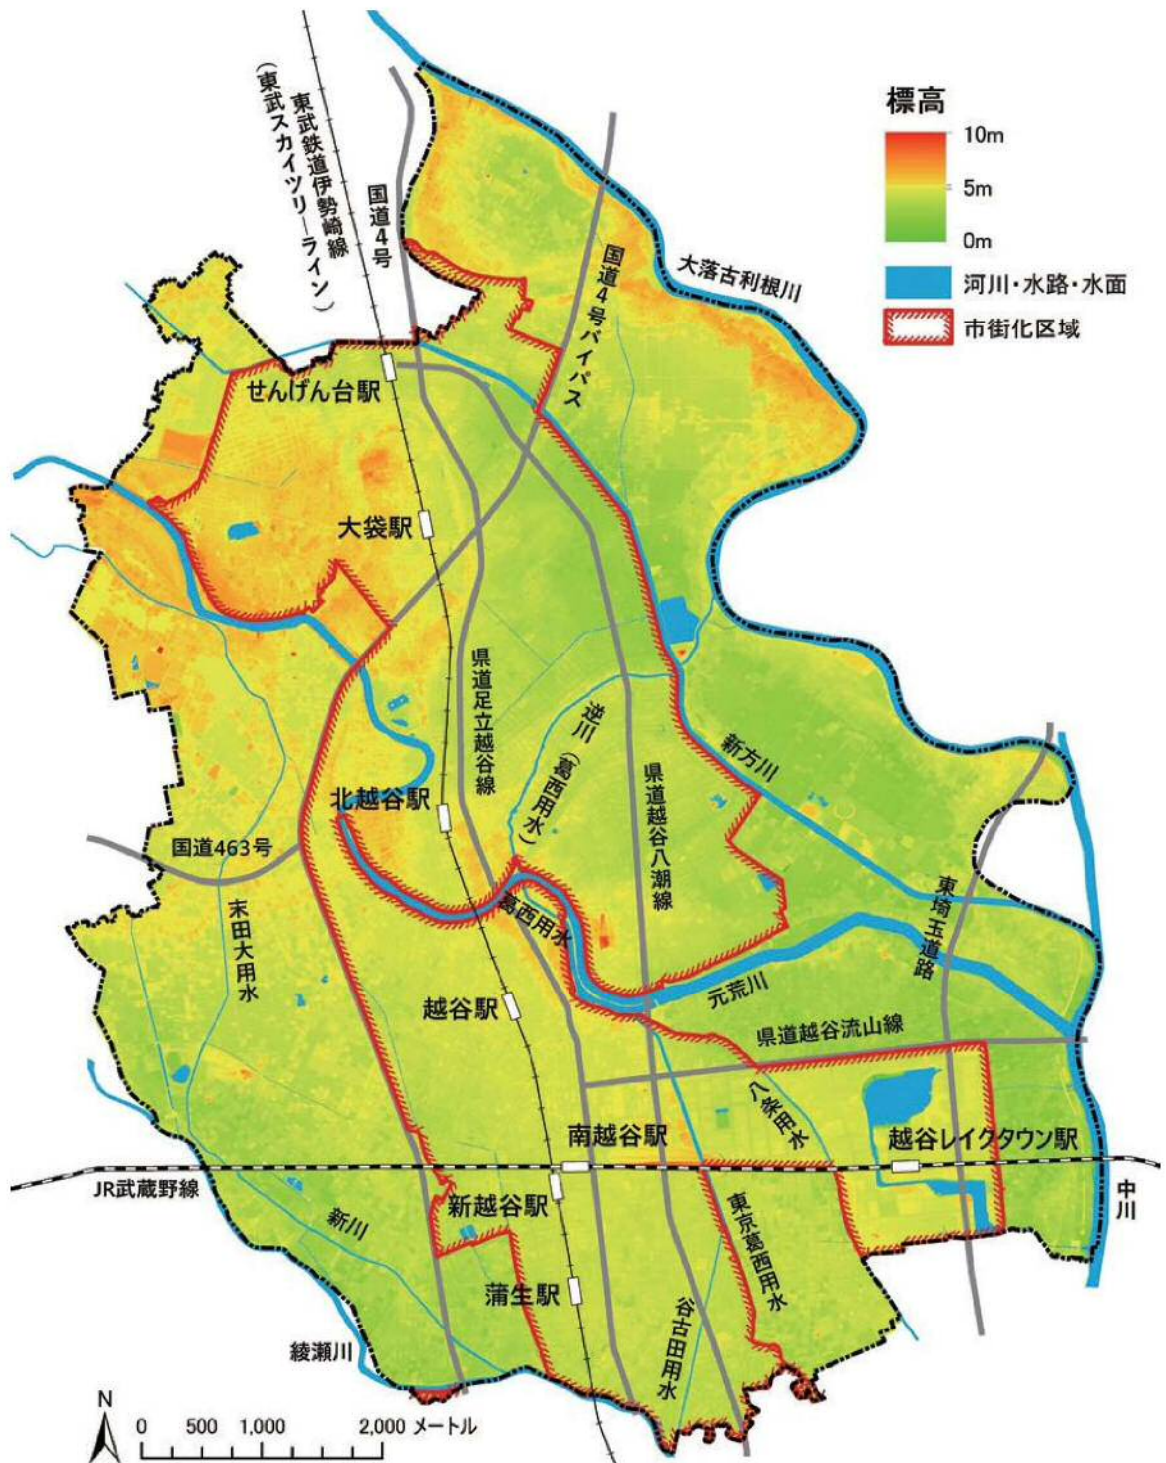 標高
10m
5m
0m
河川・水路・水面
市街化区域
東武鉄道伊勢崎線
(東武スカイツリーライン)
国道4号
国道4号バイパス
大落古利根川
せんげん台駅
大袋駅
県道足立越谷線
逆川(葛西用水)
新方川
北越谷駅
県道越谷八潮線
国道463号
末田大用水
葛西用水
東埼玉道路
元荒川
越谷駅
県道越谷流山線
八条用水
南越谷駅
越谷レイクタウン駅
JR武蔵野線
新越谷駅
新川
中川
東京葛西用水
蒲生駅
谷古田用水
綾瀬川
N
0 500 1,000 2,000 メートル